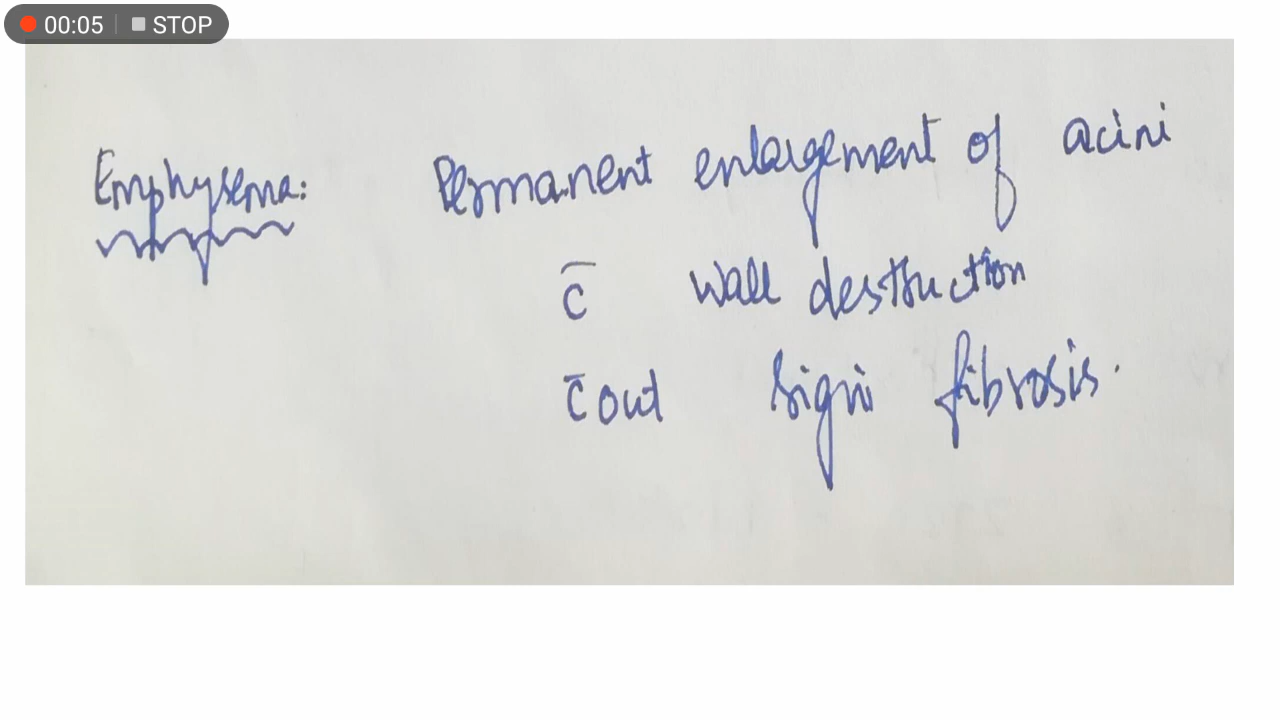 00:05 STOP
Emphysema: Permanent enlargement of acini
c̄ wall destruction
c̄out signi fibrosis.